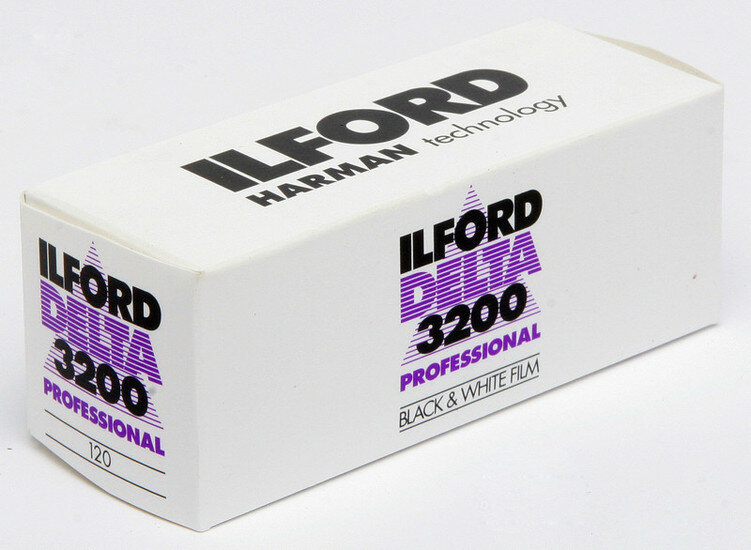 ILFORD
HARMAN technology
ILFORD
DELTA
3200
PROFESSIONAL
120
ILFORD
DELTA
3200
PROFESSIONAL
BLACK & WHITE FILM